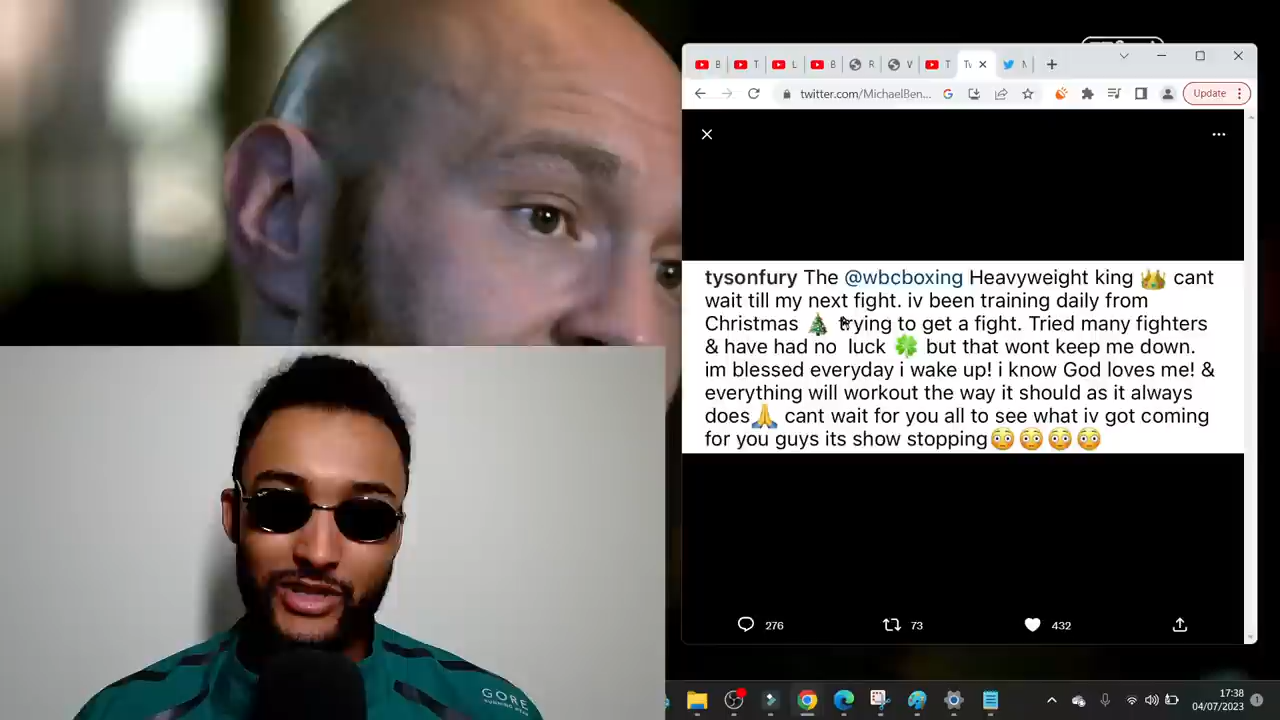 B
T
L
B
R
V
T
Tv
N
twitter.com/MichaelBen...
Update
tysonfury The @wbcboxing Heavyweight king 👑 cant
wait till my next fight. iv been training daily from
Christmas 🎄 trying to get a fight. Tried many fighters
& have had no luck 🍀 but that wont keep me down.
im blessed everyday i wake up! i know God loves me! &
everything will workout the way it should as it always
does🙏 cant wait for you all to see what iv got coming
for you guys its show stopping😳😳😳😳
276
73
432
GORE
RUNNING WEAR
17:38
04/07/2023
1